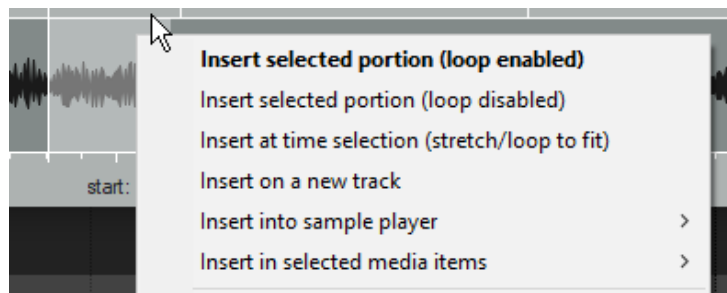 Insert selected portion (loop enabled)
Insert selected portion (loop disabled)
Insert at time selection (stretch/loop to fit)
start:
Insert on a new track
Insert into sample player
Insert in selected media items